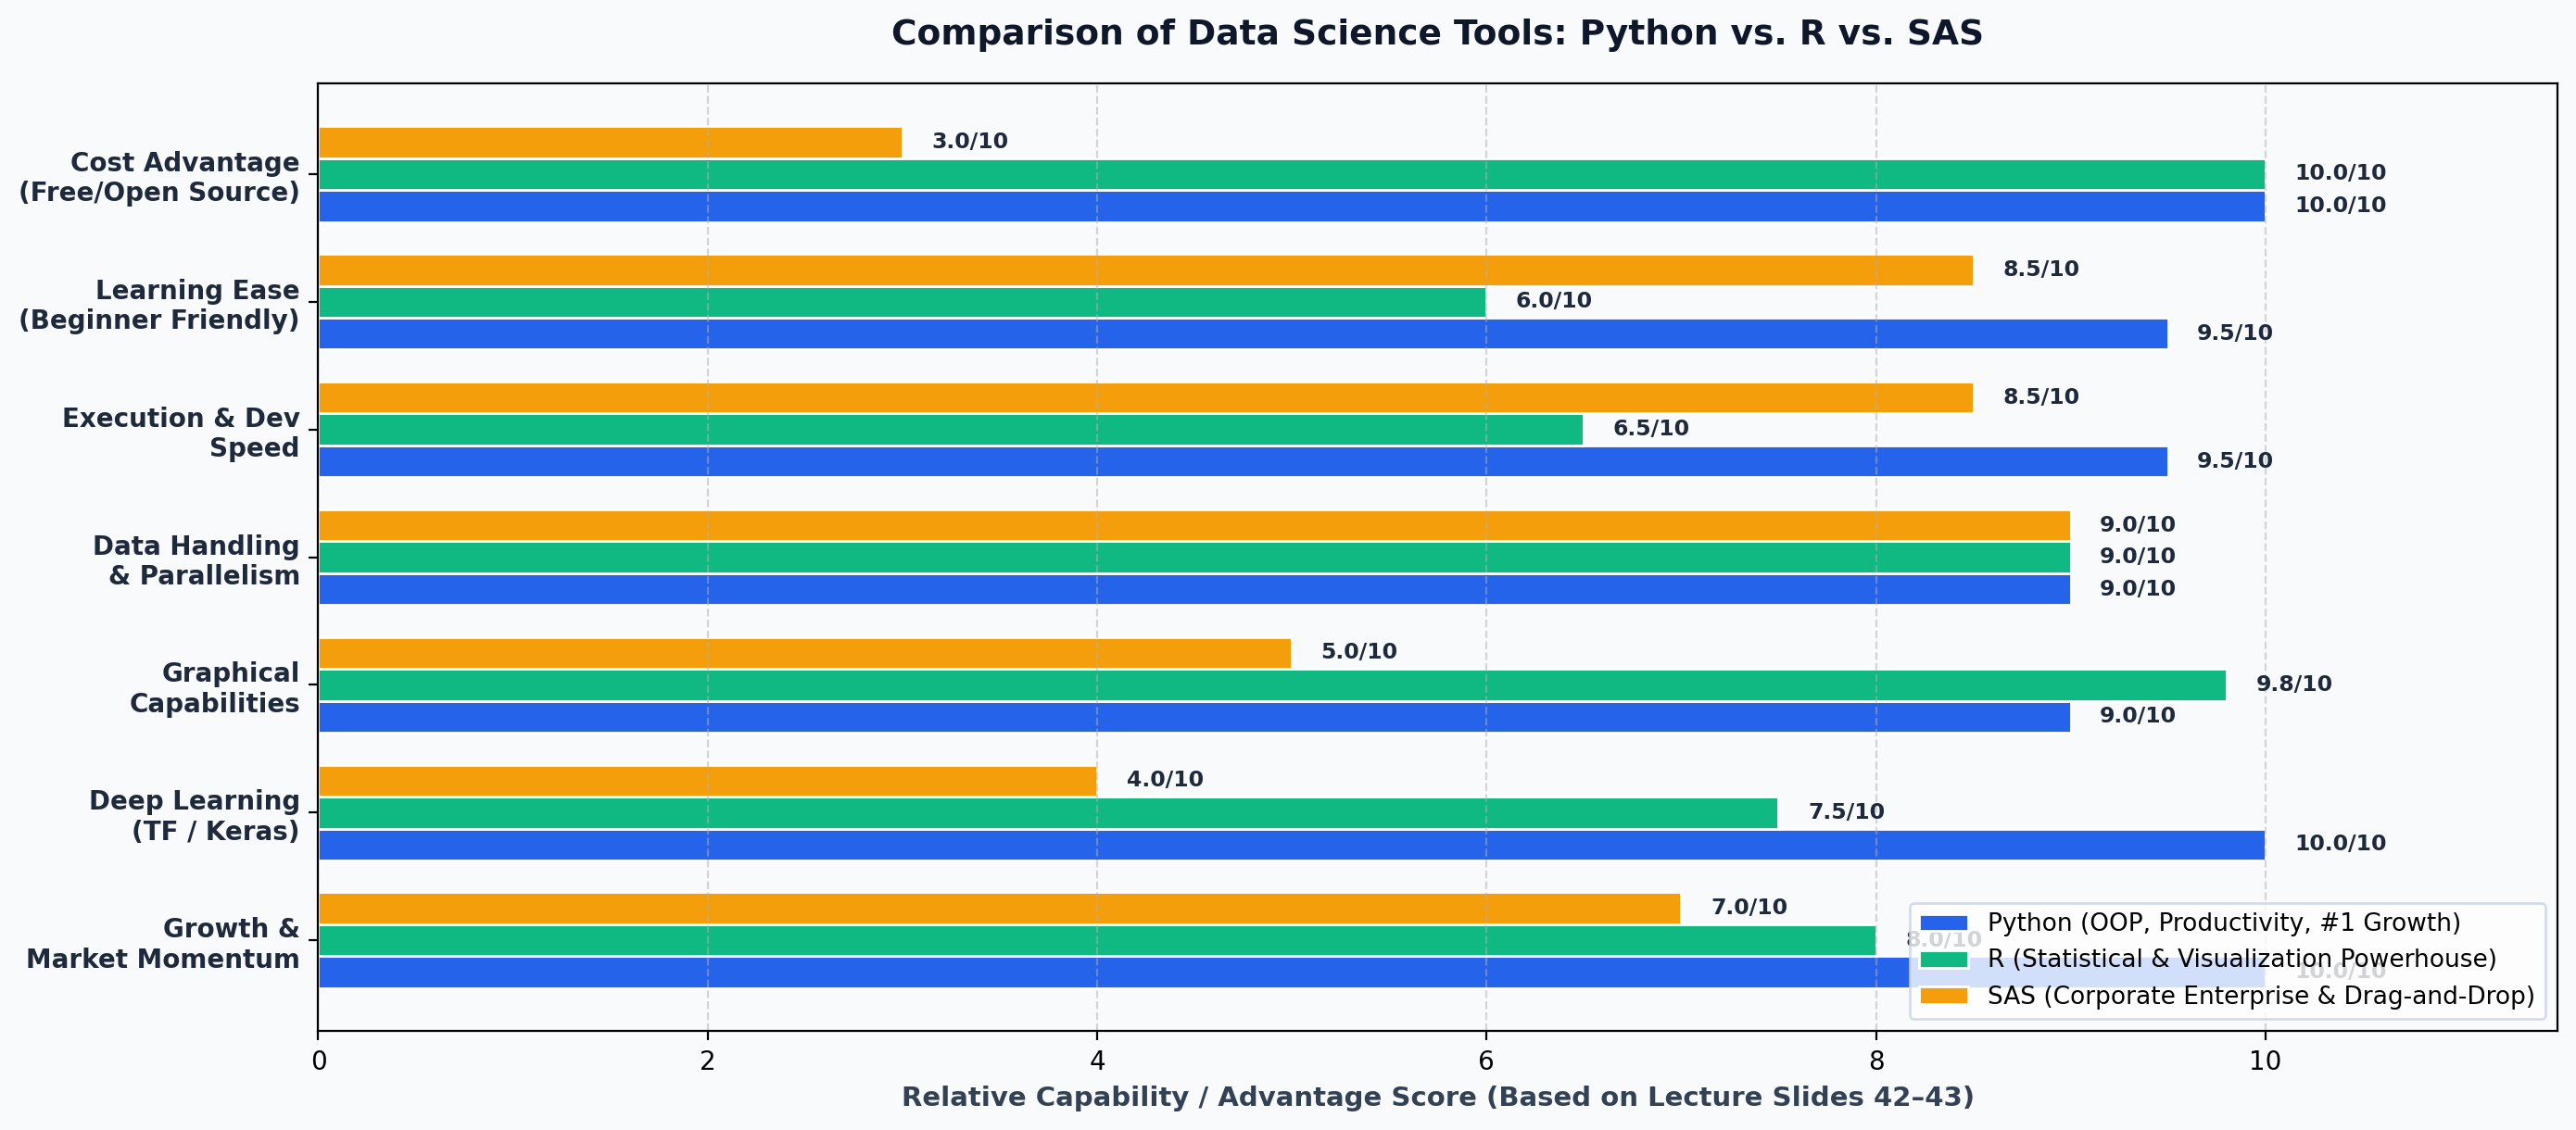 Comparison of Data Science Tools: Python vs. R vs. SAS
Cost Advantage
(Free/Open Source)
3.0/10
10.0/10
10.0/10
Learning Ease
(Beginner Friendly)
8.5/10
6.0/10
9.5/10
Execution & Dev
Speed
8.5/10
6.5/10
9.5/10
Data Handling
& Parallelism
9.0/10
9.0/10
9.0/10
Graphical
Capabilities
5.0/10
9.8/10
9.0/10
Deep Learning
(TF / Keras)
4.0/10
7.5/10
10.0/10
Growth &
Market Momentum
7.0/10
8.0/10
10.0/10
Python (OOP, Productivity, #1 Growth)
R (Statistical & Visualization Powerhouse)
SAS (Corporate Enterprise & Drag-and-Drop)
0 2 4 6 8 10
Relative Capability / Advantage Score (Based on Lecture Slides 42–43)